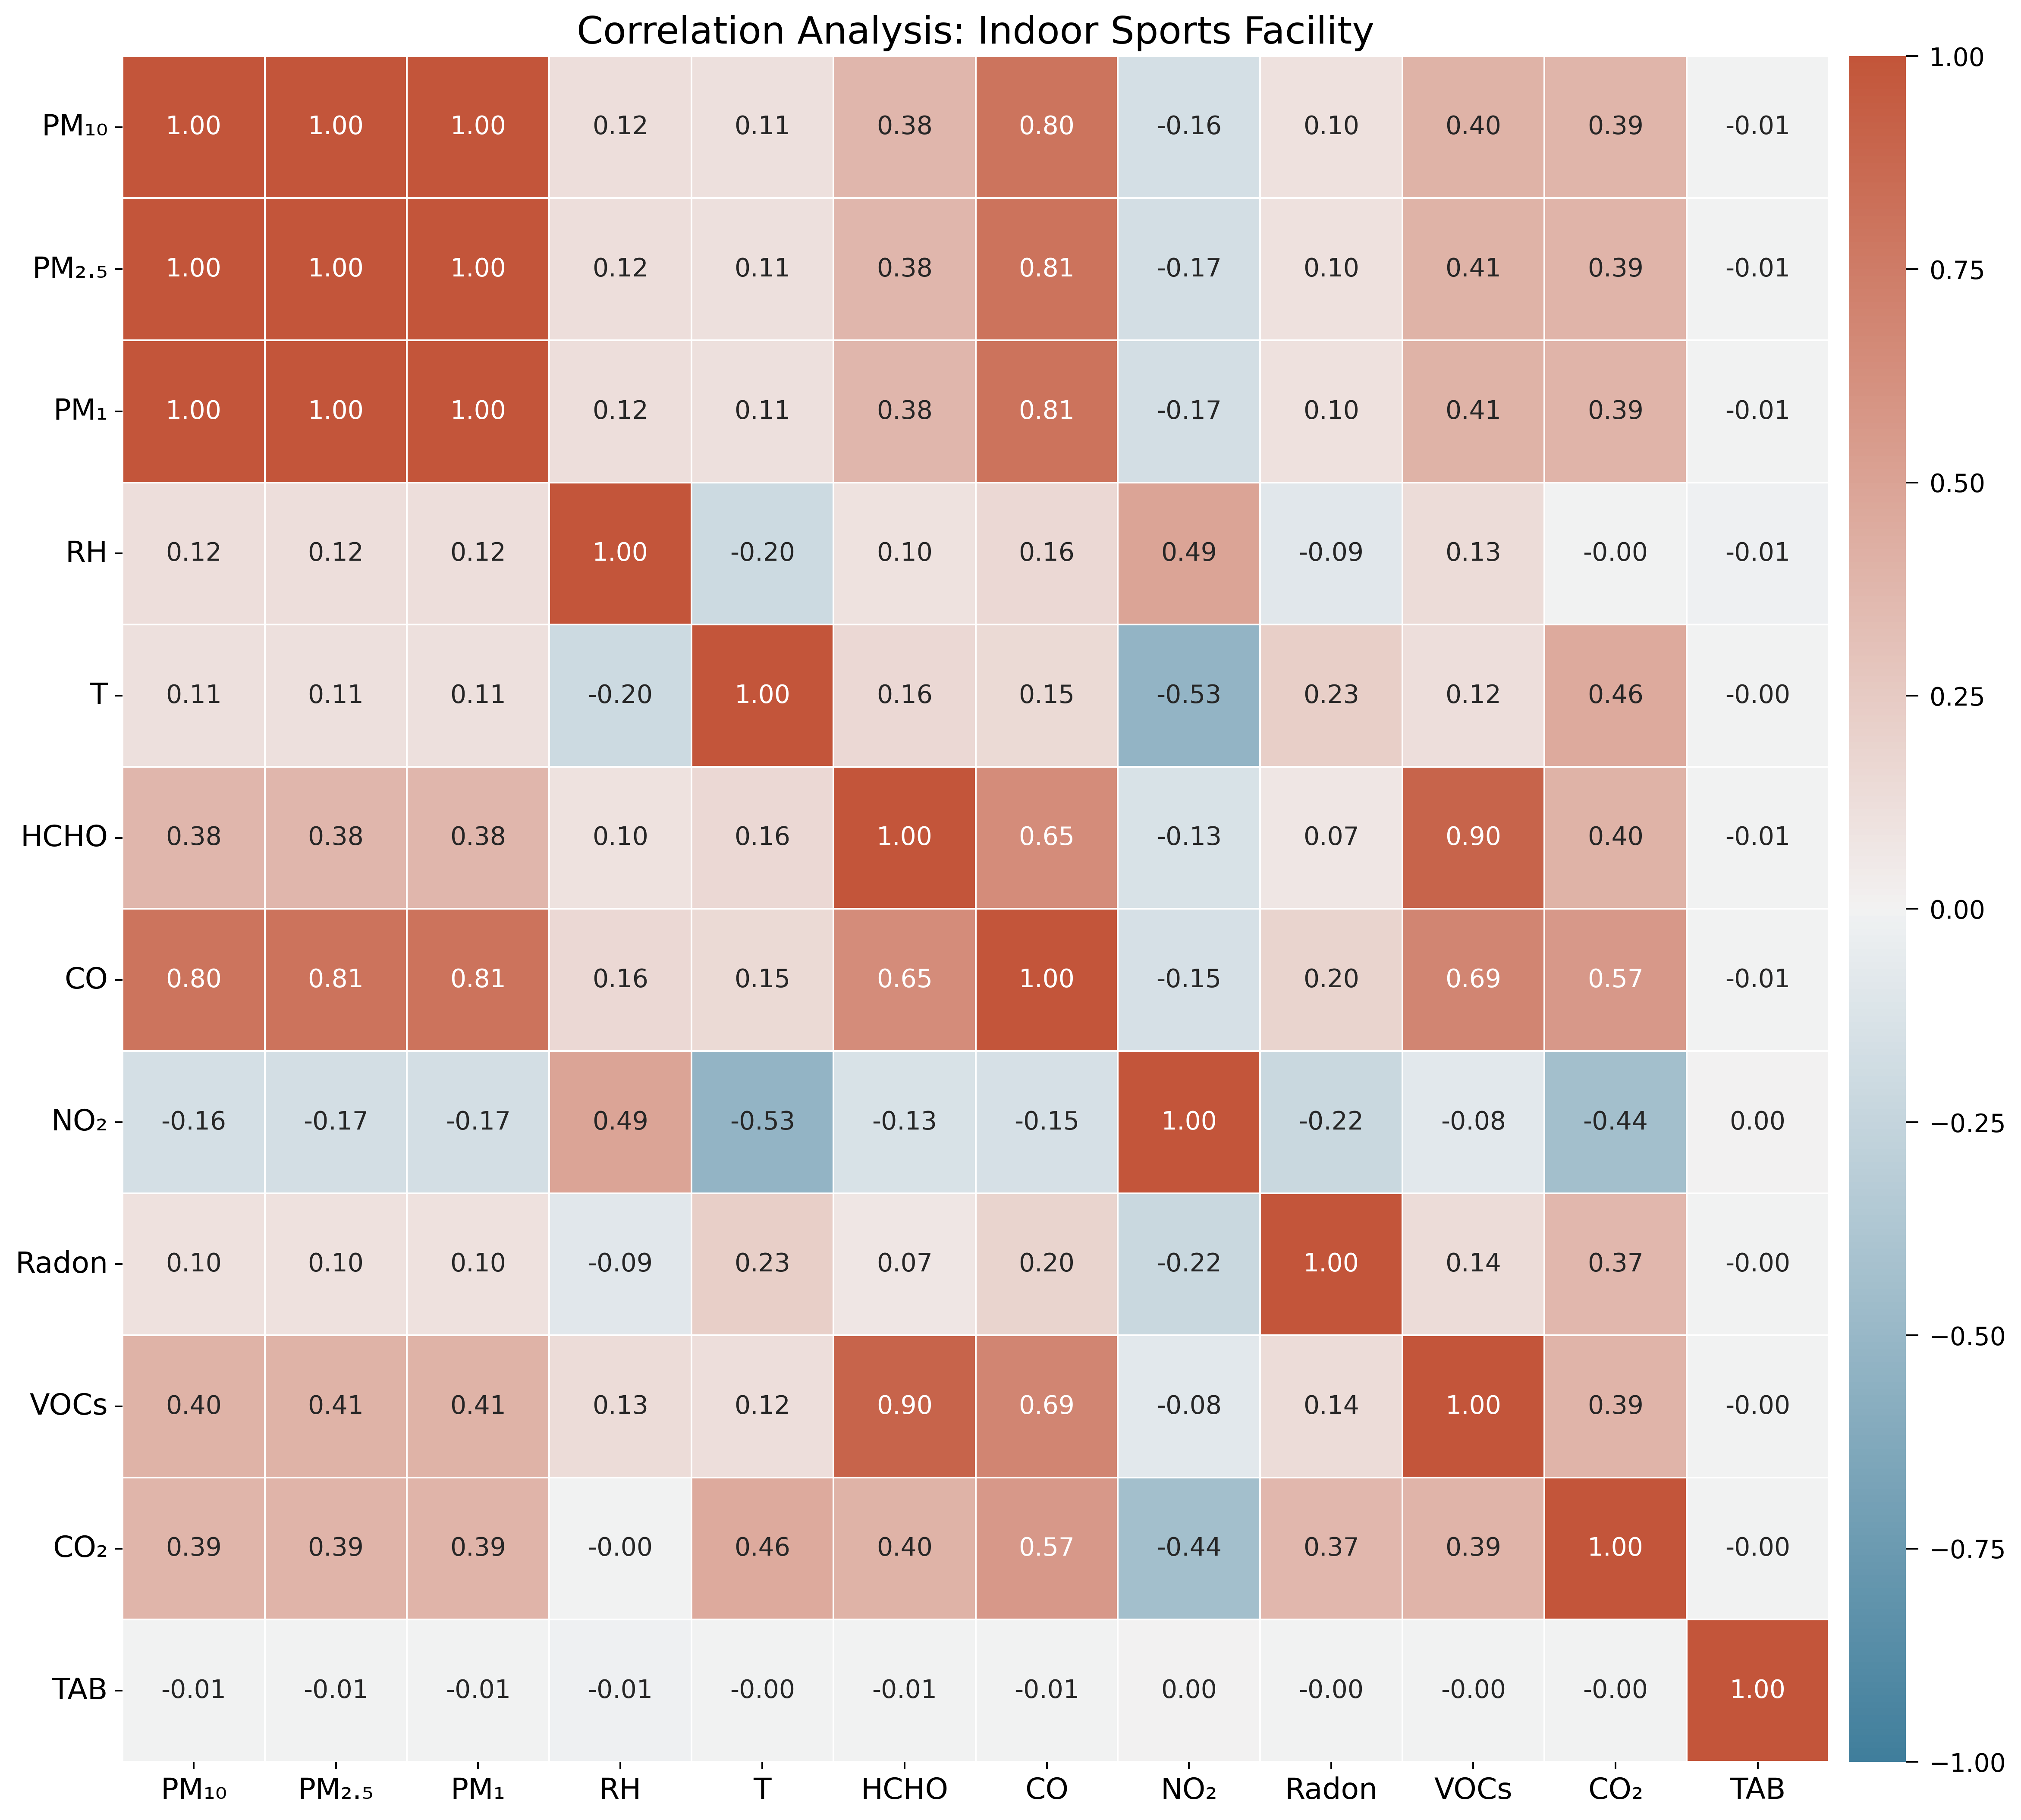 Correlation Analysis: Indoor Sports Facility
PM₁₀ 1.00 1.00 1.00 0.12 0.11 0.38 0.80 -0.16 0.10 0.40 0.39 -0.01
PM₂.₅ 1.00 1.00 1.00 0.12 0.11 0.38 0.81 -0.17 0.10 0.41 0.39 -0.01
PM₁ 1.00 1.00 1.00 0.12 0.11 0.38 0.81 -0.17 0.10 0.41 0.39 -0.01
RH 0.12 0.12 0.12 1.00 -0.20 0.10 0.16 0.49 -0.09 0.13 -0.00 -0.01
T 0.11 0.11 0.11 -0.20 1.00 0.16 0.15 -0.53 0.23 0.12 0.46 -0.00
HCHO 0.38 0.38 0.38 0.10 0.16 1.00 0.65 -0.13 0.07 0.90 0.40 -0.01
CO 0.80 0.81 0.81 0.16 0.15 0.65 1.00 -0.15 0.20 0.69 0.57 -0.01
NO₂ -0.16 -0.17 -0.17 0.49 -0.53 -0.13 -0.15 1.00 -0.22 -0.08 -0.44 0.00
Radon 0.10 0.10 0.10 -0.09 0.23 0.07 0.20 -0.22 1.00 0.14 0.37 -0.00
VOCs 0.40 0.41 0.41 0.13 0.12 0.90 0.69 -0.08 0.14 1.00 0.39 -0.00
CO₂ 0.39 0.39 0.39 -0.00 0.46 0.40 0.57 -0.44 0.37 0.39 1.00 -0.00
TAB -0.01 -0.01 -0.01 -0.01 -0.00 -0.01 -0.01 0.00 -0.00 -0.00 -0.00 1.00
PM₁₀ PM₂.₅ PM₁ RH T HCHO CO NO₂ Radon VOCs CO₂ TAB
1.00
0.75
0.50
0.25
0.00
−0.25
−0.50
−0.75
−1.00